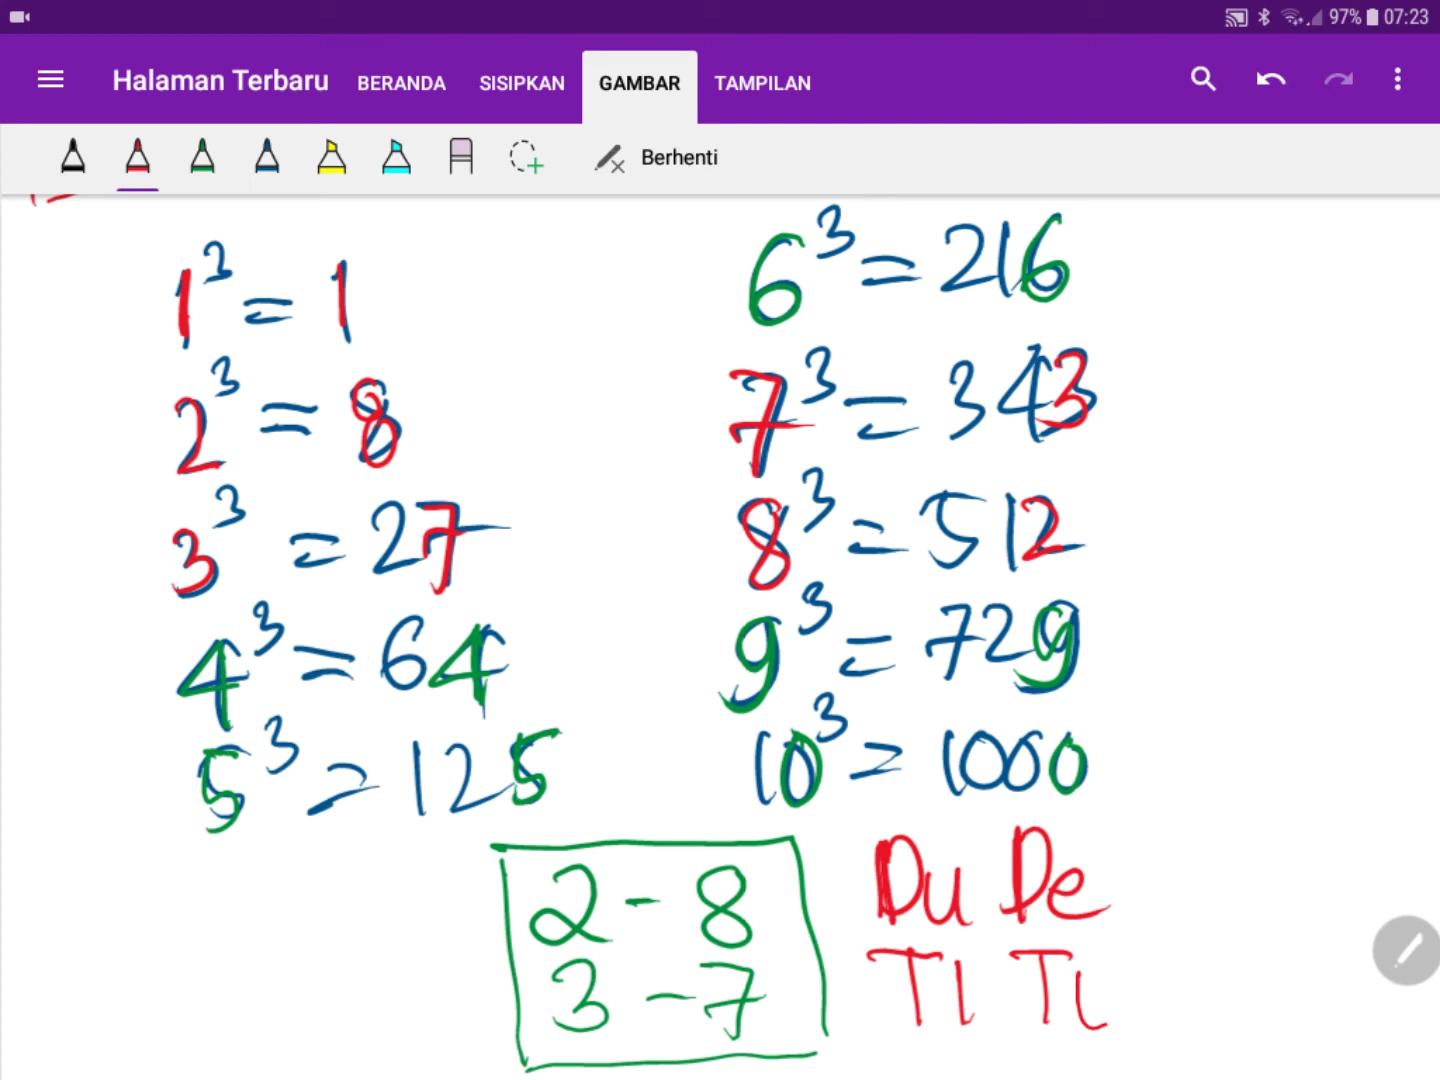 97% 07:23
Halaman Terbaru BERANDA SISIPKAN GAMBAR TAMPILAN
Berhenti
1³ = 1
2³ = 8
3³ = 27
4³ = 64
5³ = 125
6³ = 216
7³ = 343
8³ = 512
9³ = 729
10³ = 1000
2 - 8
3 - 7
Du De
Ti Ti